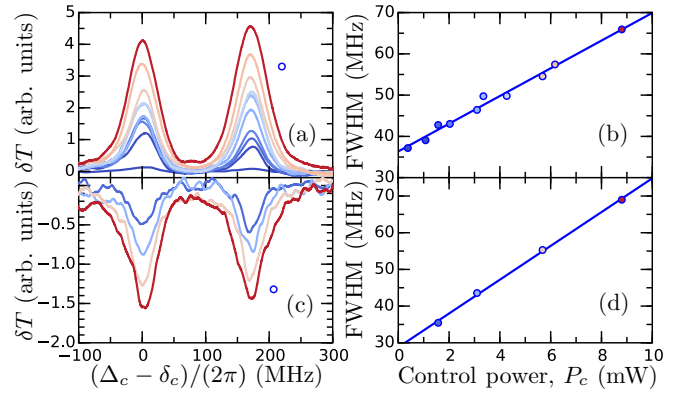 5
4
3
2
1
0
δT (arb. units)
(a)
70
60
50
40
30
FWHM (MHz)
(b)
−0.5
−1.0
−1.5
−2.0
δT (arb. units)
(c)
−100 0 100 200 300
(Δc − δc)/(2π) (MHz)
70
60
50
40
30
FWHM (MHz)
(d)
0 2 4 6 8 10
Control power, Pc (mW)